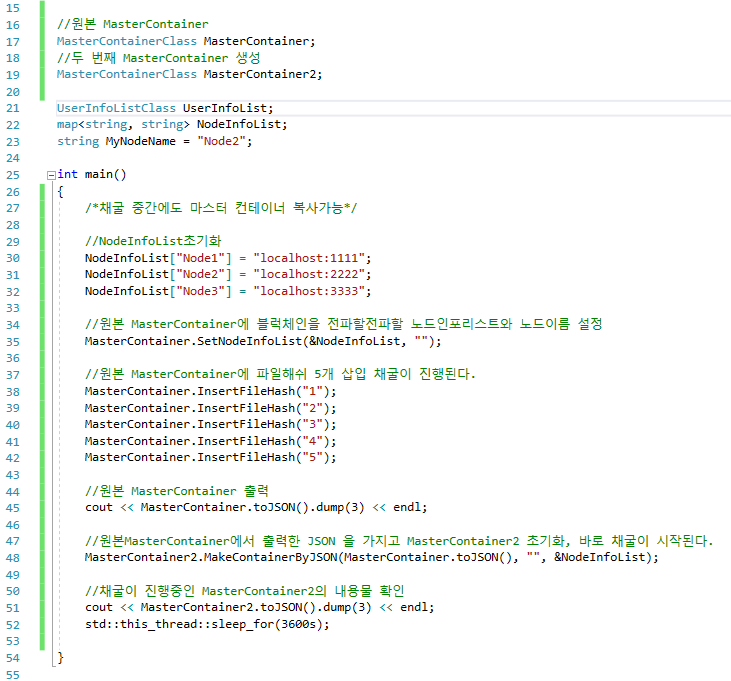 15
16 //원본 MasterContainer
17 MasterContainerClass MasterContainer;
18 //두 번째 MasterContainer 생성
19 MasterContainerClass MasterContainer2;
20
21 UserInfoListClass UserInfoList;
22 map<string, string> NodeInfoList;
23 string MyNodeName = "Node2";
24
25 int main()
26 {
27 /*채굴 중간에도 마스터 컨테이너 복사가능*/
28
29 //NodeInfoList초기화
30 NodeInfoList["Node1"] = "localhost:1111";
31 NodeInfoList["Node2"] = "localhost:2222";
32 NodeInfoList["Node3"] = "localhost:3333";
33
34 //원본 MasterContainer에 블럭체인을 전파할전파할 노드인포리스트와 노드이름 설정
35 MasterContainer.SetNodeInfoList(&NodeInfoList, "");
36
37 //원본 MasterContainer에 파일해쉬 5개 삽입 채굴이 진행된다.
38 MasterContainer.InsertFileHash("1");
39 MasterContainer.InsertFileHash("2");
40 MasterContainer.InsertFileHash("3");
41 MasterContainer.InsertFileHash("4");
42 MasterContainer.InsertFileHash("5");
43
44 //원본 MasterContainer 출력
45 cout << MasterContainer.toJSON().dump(3) << endl;
46
47 //원본MasterContainer에서 출력한 JSON 을 가지고 MasterContainer2 초기화, 바로 채굴이 시작된다.
48 MasterContainer2.MakeContainerByJSON(MasterContainer.toJSON(), "", &NodeInfoList);
49
50 //채굴이 진행중인 MasterContainer2의 내용물 확인
51 cout << MasterContainer2.toJSON().dump(3) << endl;
52 std::this_thread::sleep_for(3600s);
53
54 }
55